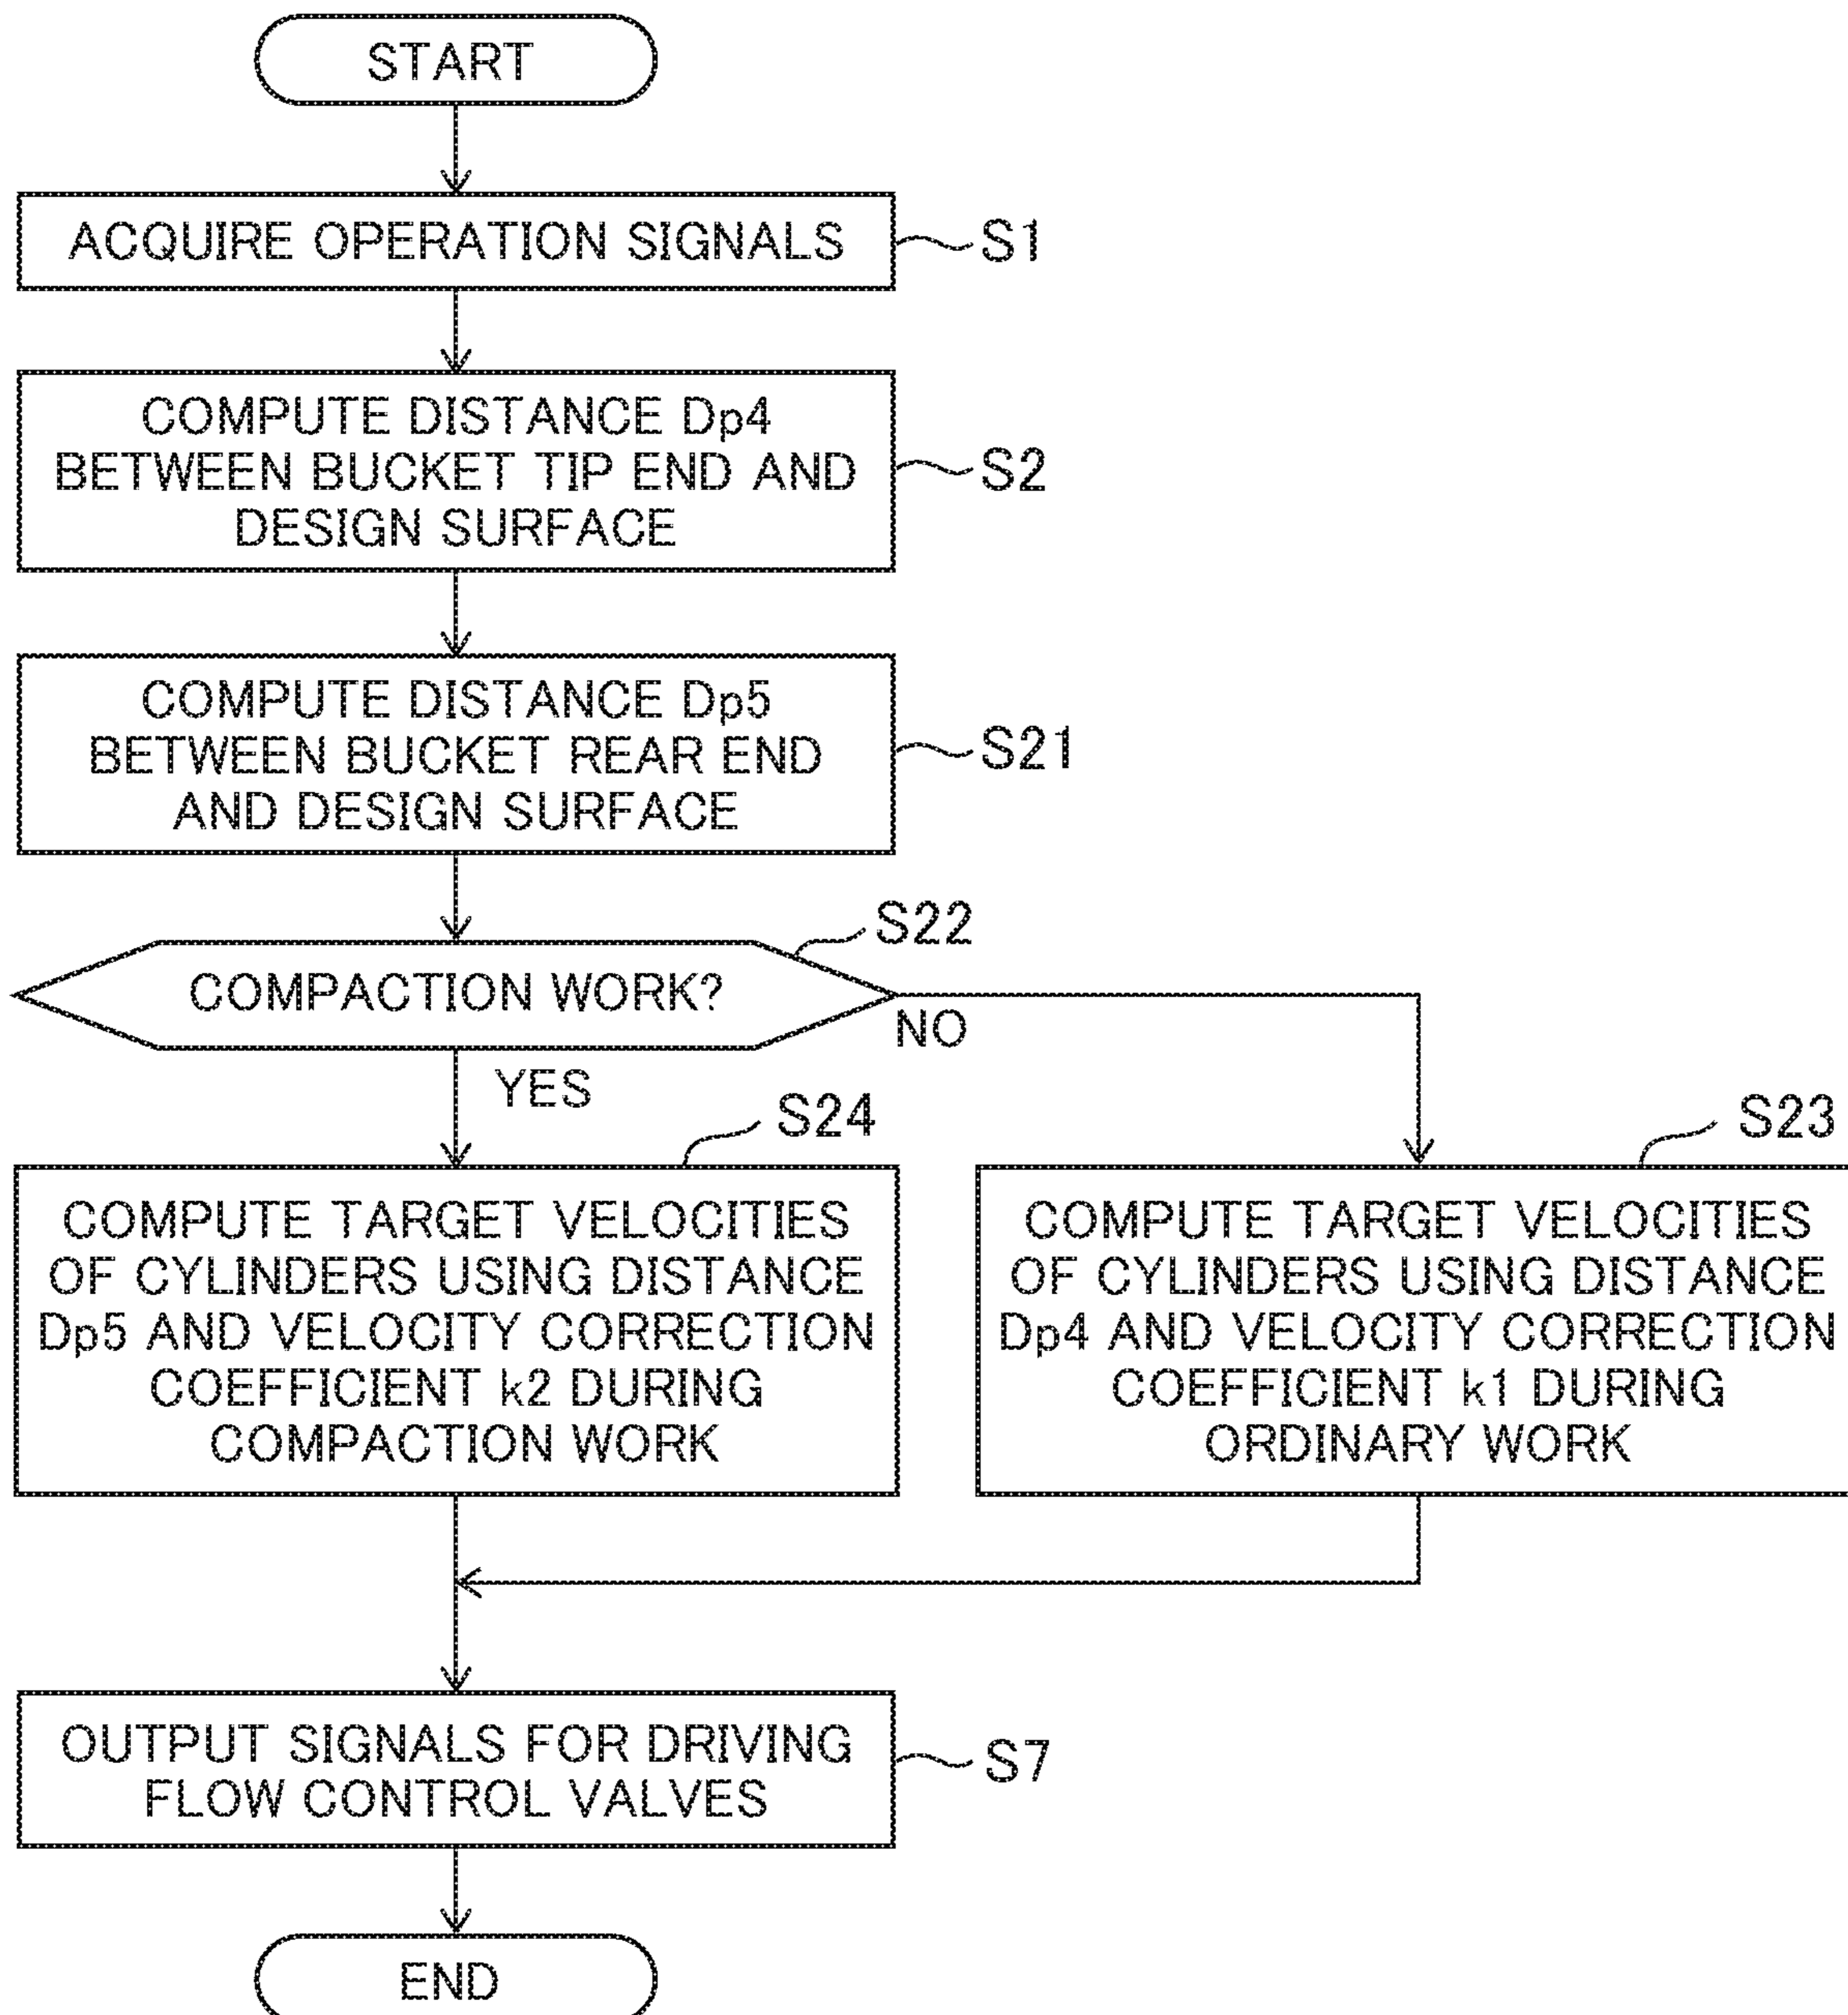 START
ACQUIRE OPERATION SIGNALS
S1
COMPUTE DISTANCE Dp4
BETWEEN BUCKET TIP END AND
DESIGN SURFACE
S2
COMPUTE DISTANCE Dp5
BETWEEN BUCKET REAR END
AND DESIGN SURFACE
S21
S22
COMPACTION WORK?
NO
YES
S24
COMPUTE TARGET VELOCITIES
OF CYLINDERS USING DISTANCE
Dp5 AND VELOCITY CORRECTION
COEFFICIENT k2 DURING
COMPACTION WORK
S23
COMPUTE TARGET VELOCITIES
OF CYLINDERS USING DISTANCE
Dp4 AND VELOCITY CORRECTION
COEFFICIENT k1 DURING
ORDINARY WORK
OUTPUT SIGNALS FOR DRIVING
FLOW CONTROL VALVES
S7
END